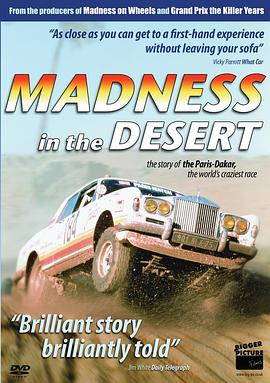 From the producers of Madness on Wheels and Grand Prix the Killer Years
"As close as you can get to a first-hand experience
without leaving your sofa"
Vicky Parrott What Car
MADNESS
in the DESERT
the story of the Paris-Dakar,
the world's craziest race
"Brilliant story
brilliantly told"
Jim White Daily Telegraph
DVD
BIGGER
PICTURE